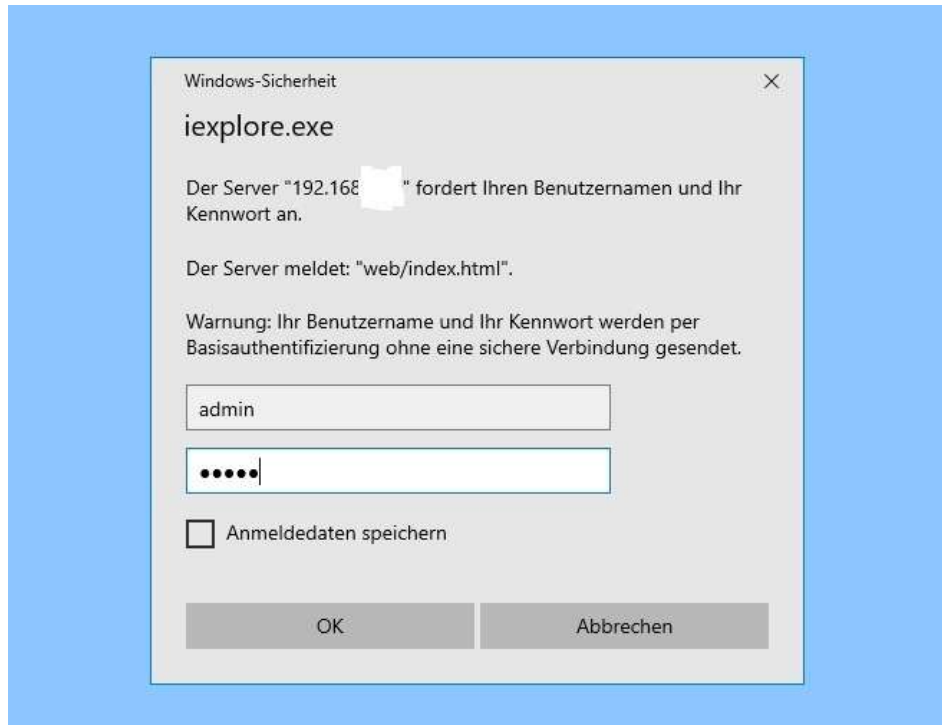 Windows-Sicherheit
iexplore.exe
Der Server "192.168 " fordert Ihren Benutzernamen und Ihr
Kennwort an.
Der Server meldet: "web/index.html".
Warnung: Ihr Benutzername und Ihr Kennwort werden per
Basisauthentifizierung ohne eine sichere Verbindung gesendet.
admin
•••••
Anmeldedaten speichern
OK Abbrechen